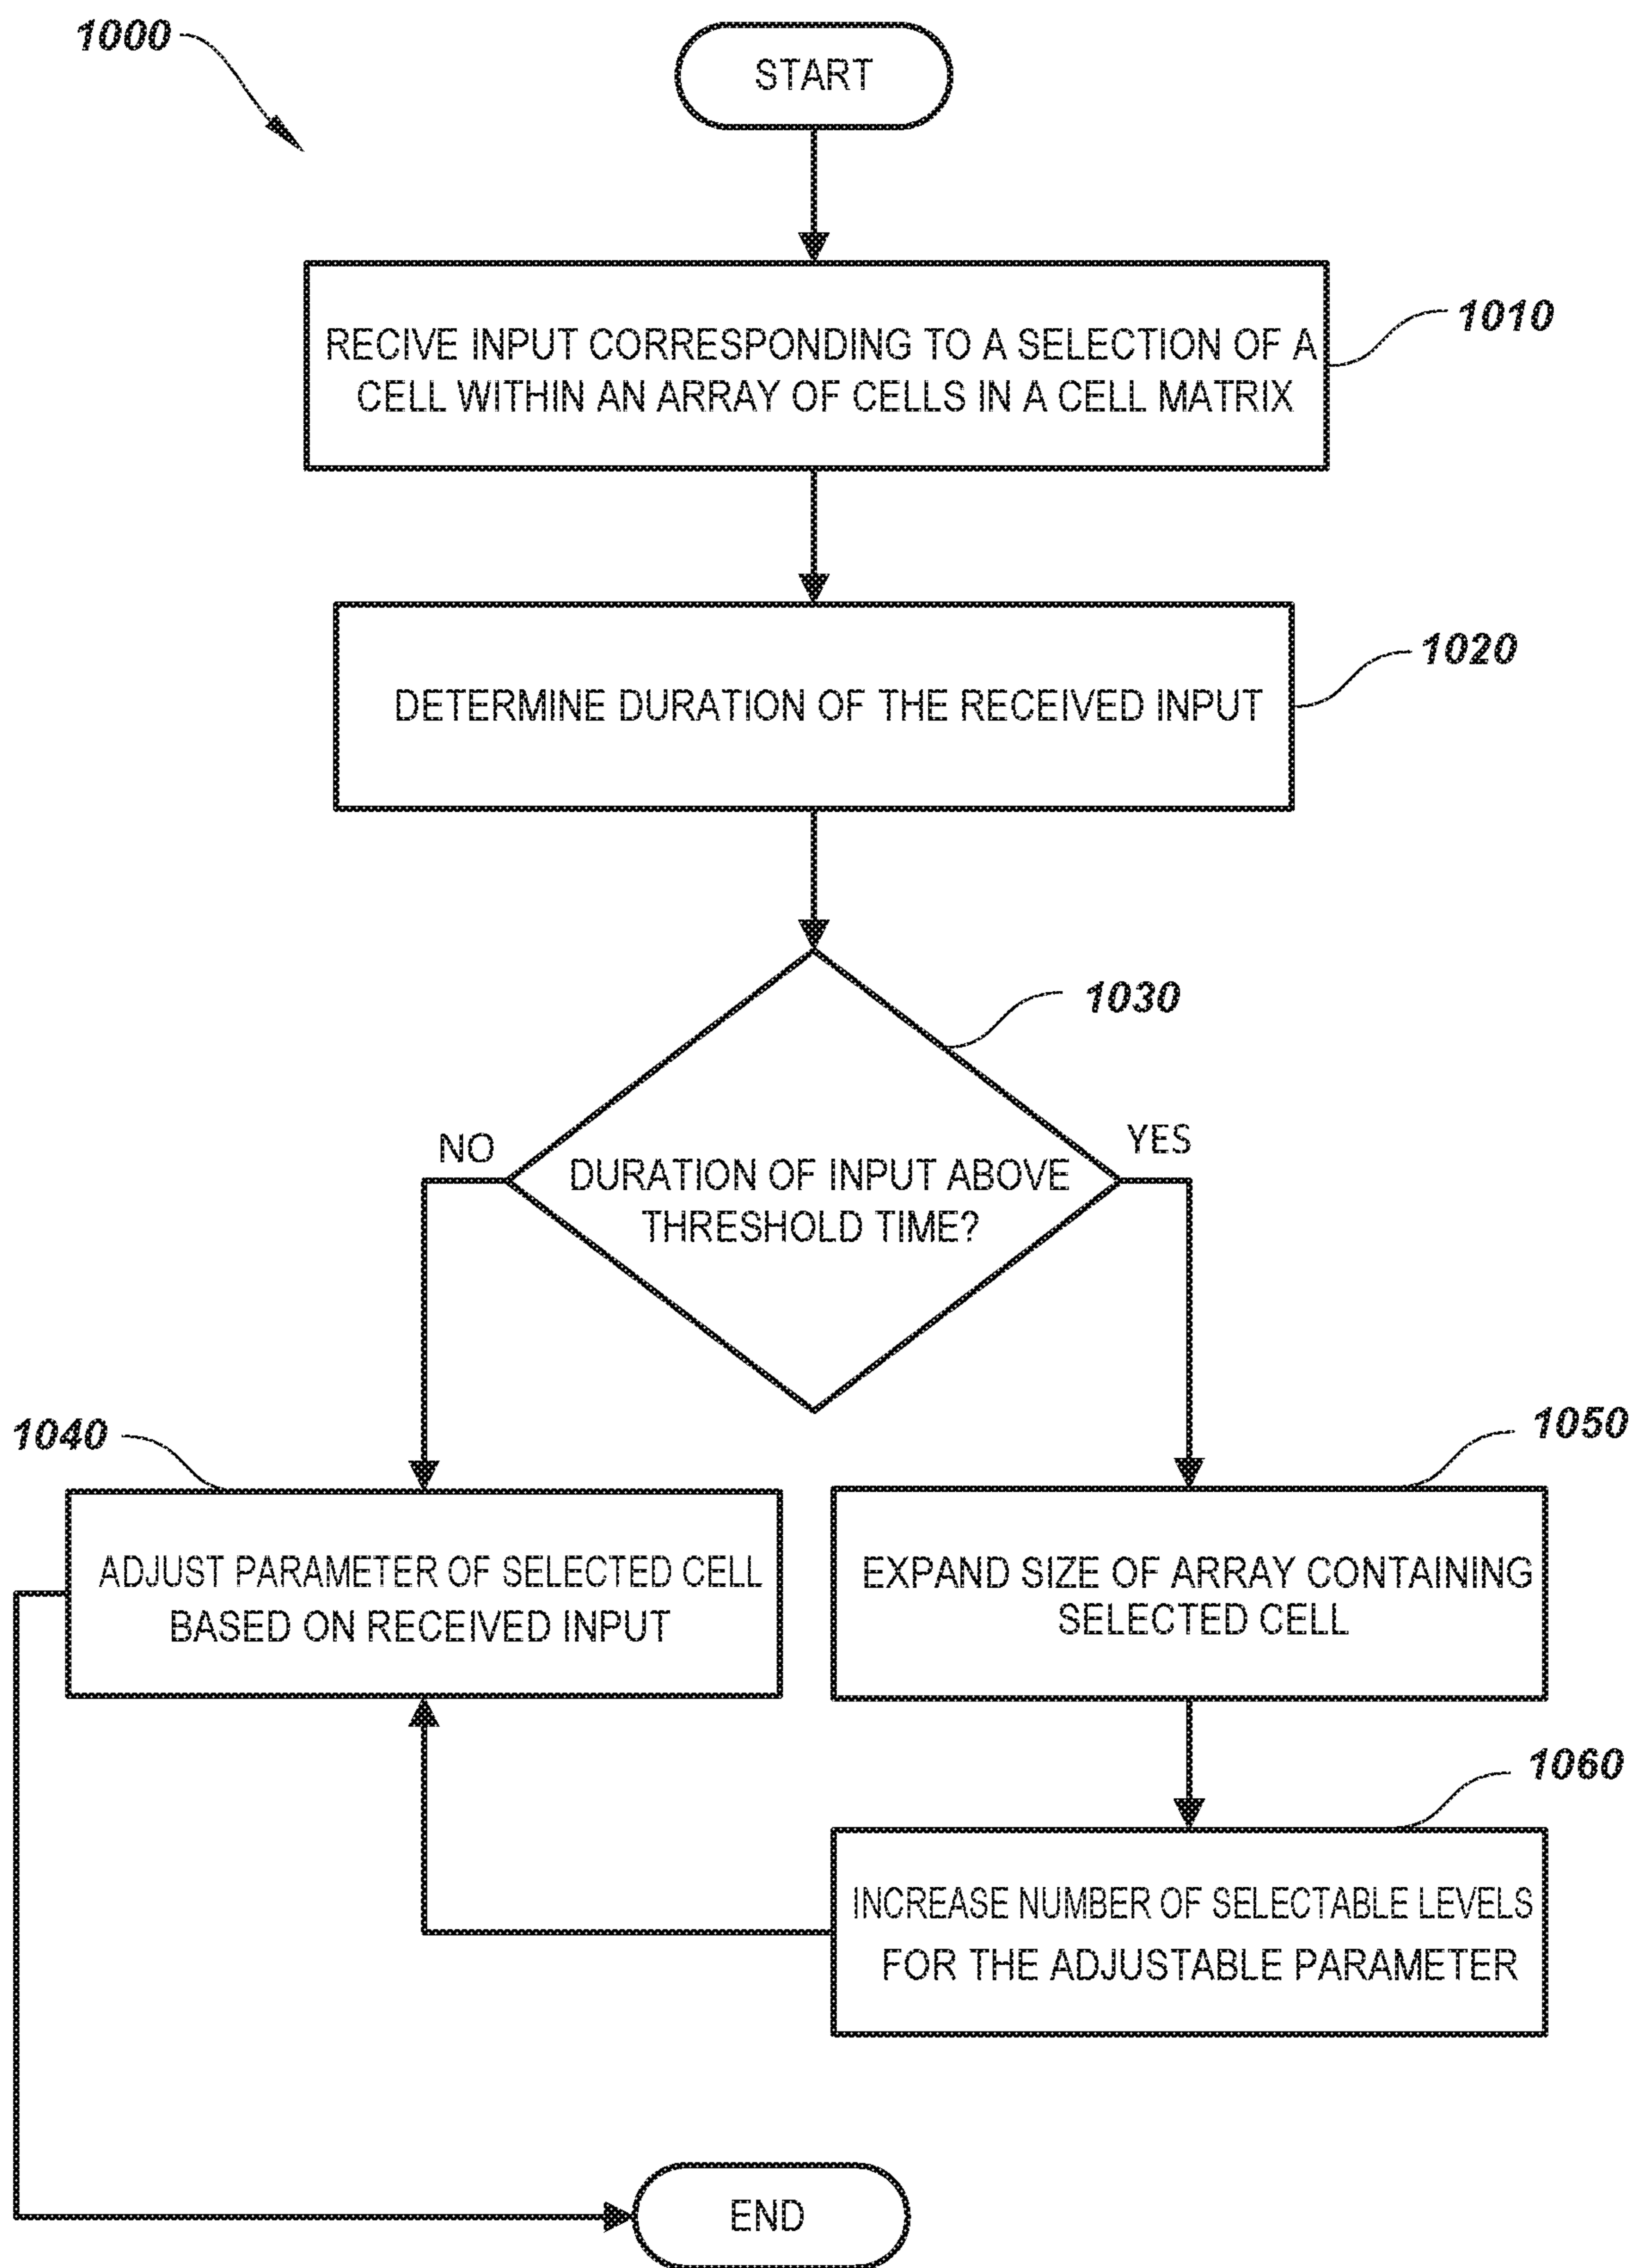 1000
START
RECIVE INPUT CORRESPONDING TO A SELECTION OF A
CELL WITHIN AN ARRAY OF CELLS IN A CELL MATRIX
1010
DETERMINE DURATION OF THE RECEIVED INPUT
1020
1030
NO
YES
DURATION OF INPUT ABOVE
THRESHOLD TIME?
1040
1050
ADJUST PARAMETER OF SELECTED CELL
BASED ON RECEIVED INPUT
EXPAND SIZE OF ARRAY CONTAINING
SELECTED CELL
1060
INCREASE NUMBER OF SELECTABLE LEVELS
FOR THE ADJUSTABLE PARAMETER
END